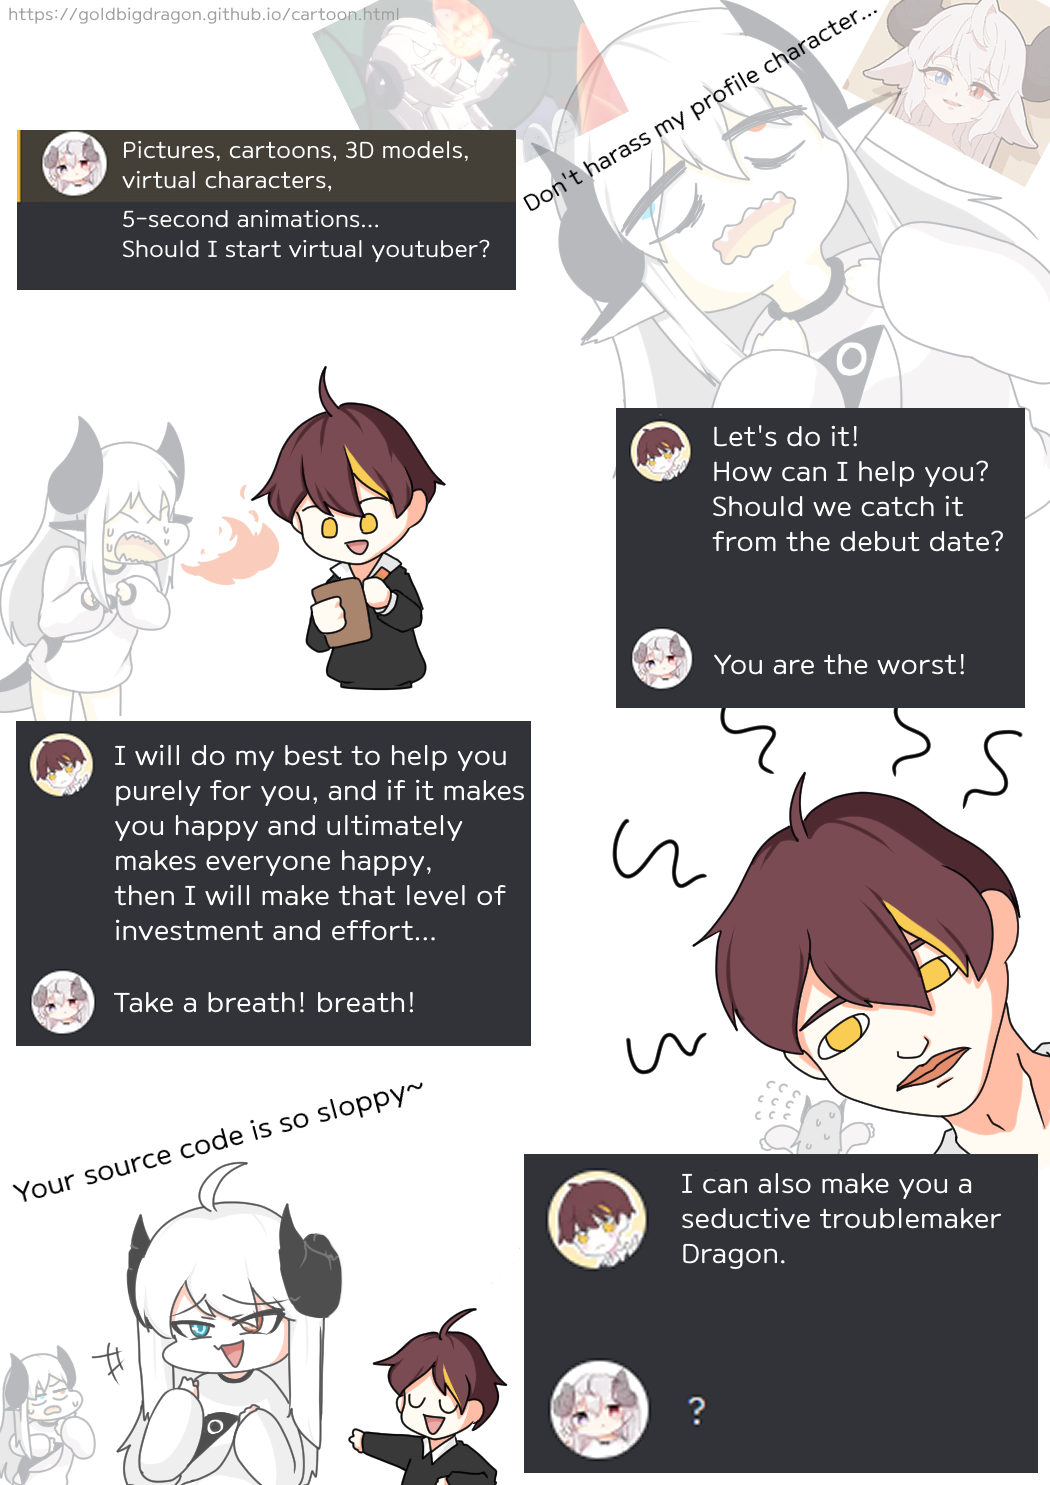 https://goldbigdragon.github.io/cartoon.html
Don't harass my profile character...
Pictures, cartoons, 3D models,
virtual characters,
5-second animations...
Should I start virtual youtuber?
Let's do it!
How can I help you?
Should we catch it
from the debut date?
You are the worst!
I will do my best to help you
purely for you, and if it makes
you happy and ultimately
makes everyone happy,
then I will make that level of
investment and effort...
Take a breath! breath!
Your source code is so sloppy~
I can also make you a
seductive troublemaker
Dragon.
?